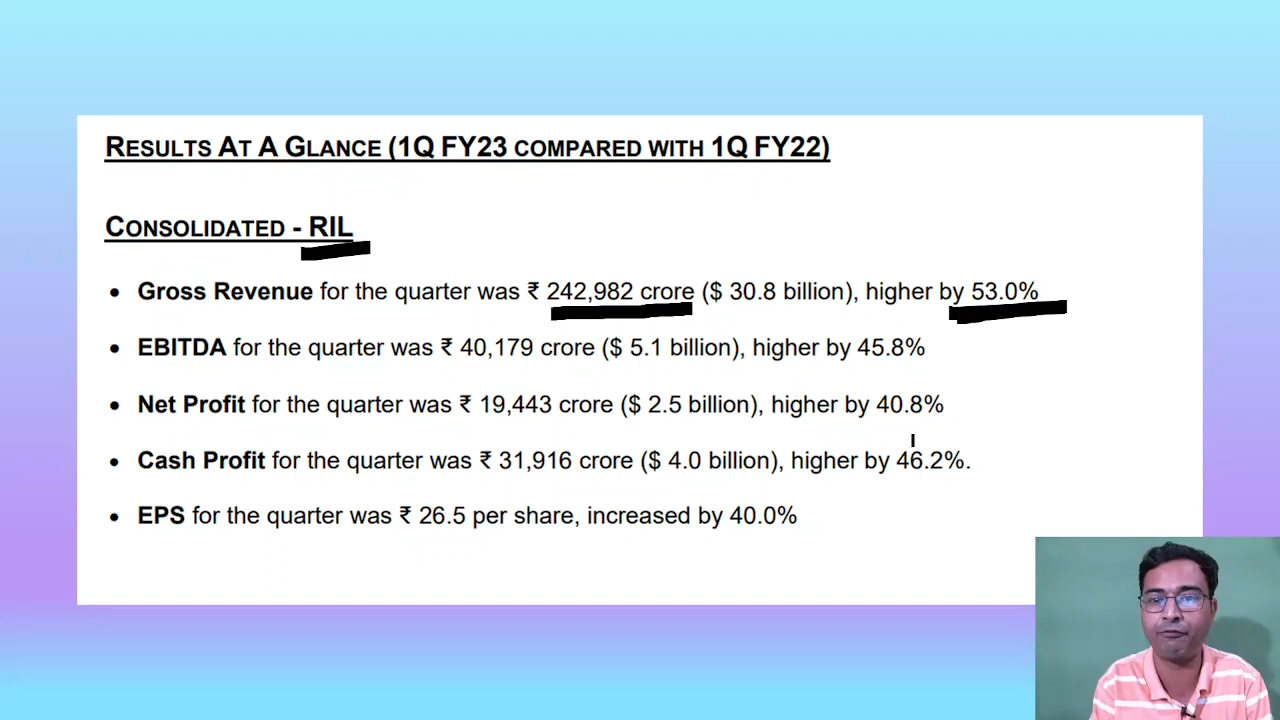 RESULTS AT A GLANCE (1Q FY23 COMPARED WITH 1Q FY22)
CONSOLIDATED - RIL
• Gross Revenue for the quarter was ₹ 242,982 crore ($ 30.8 billion), higher by 53.0%
• EBITDA for the quarter was ₹ 40,179 crore ($ 5.1 billion), higher by 45.8%
• Net Profit for the quarter was ₹ 19,443 crore ($ 2.5 billion), higher by 40.8%
• Cash Profit for the quarter was ₹ 31,916 crore ($ 4.0 billion), higher by 46.2%.
• EPS for the quarter was ₹ 26.5 per share, increased by 40.0%